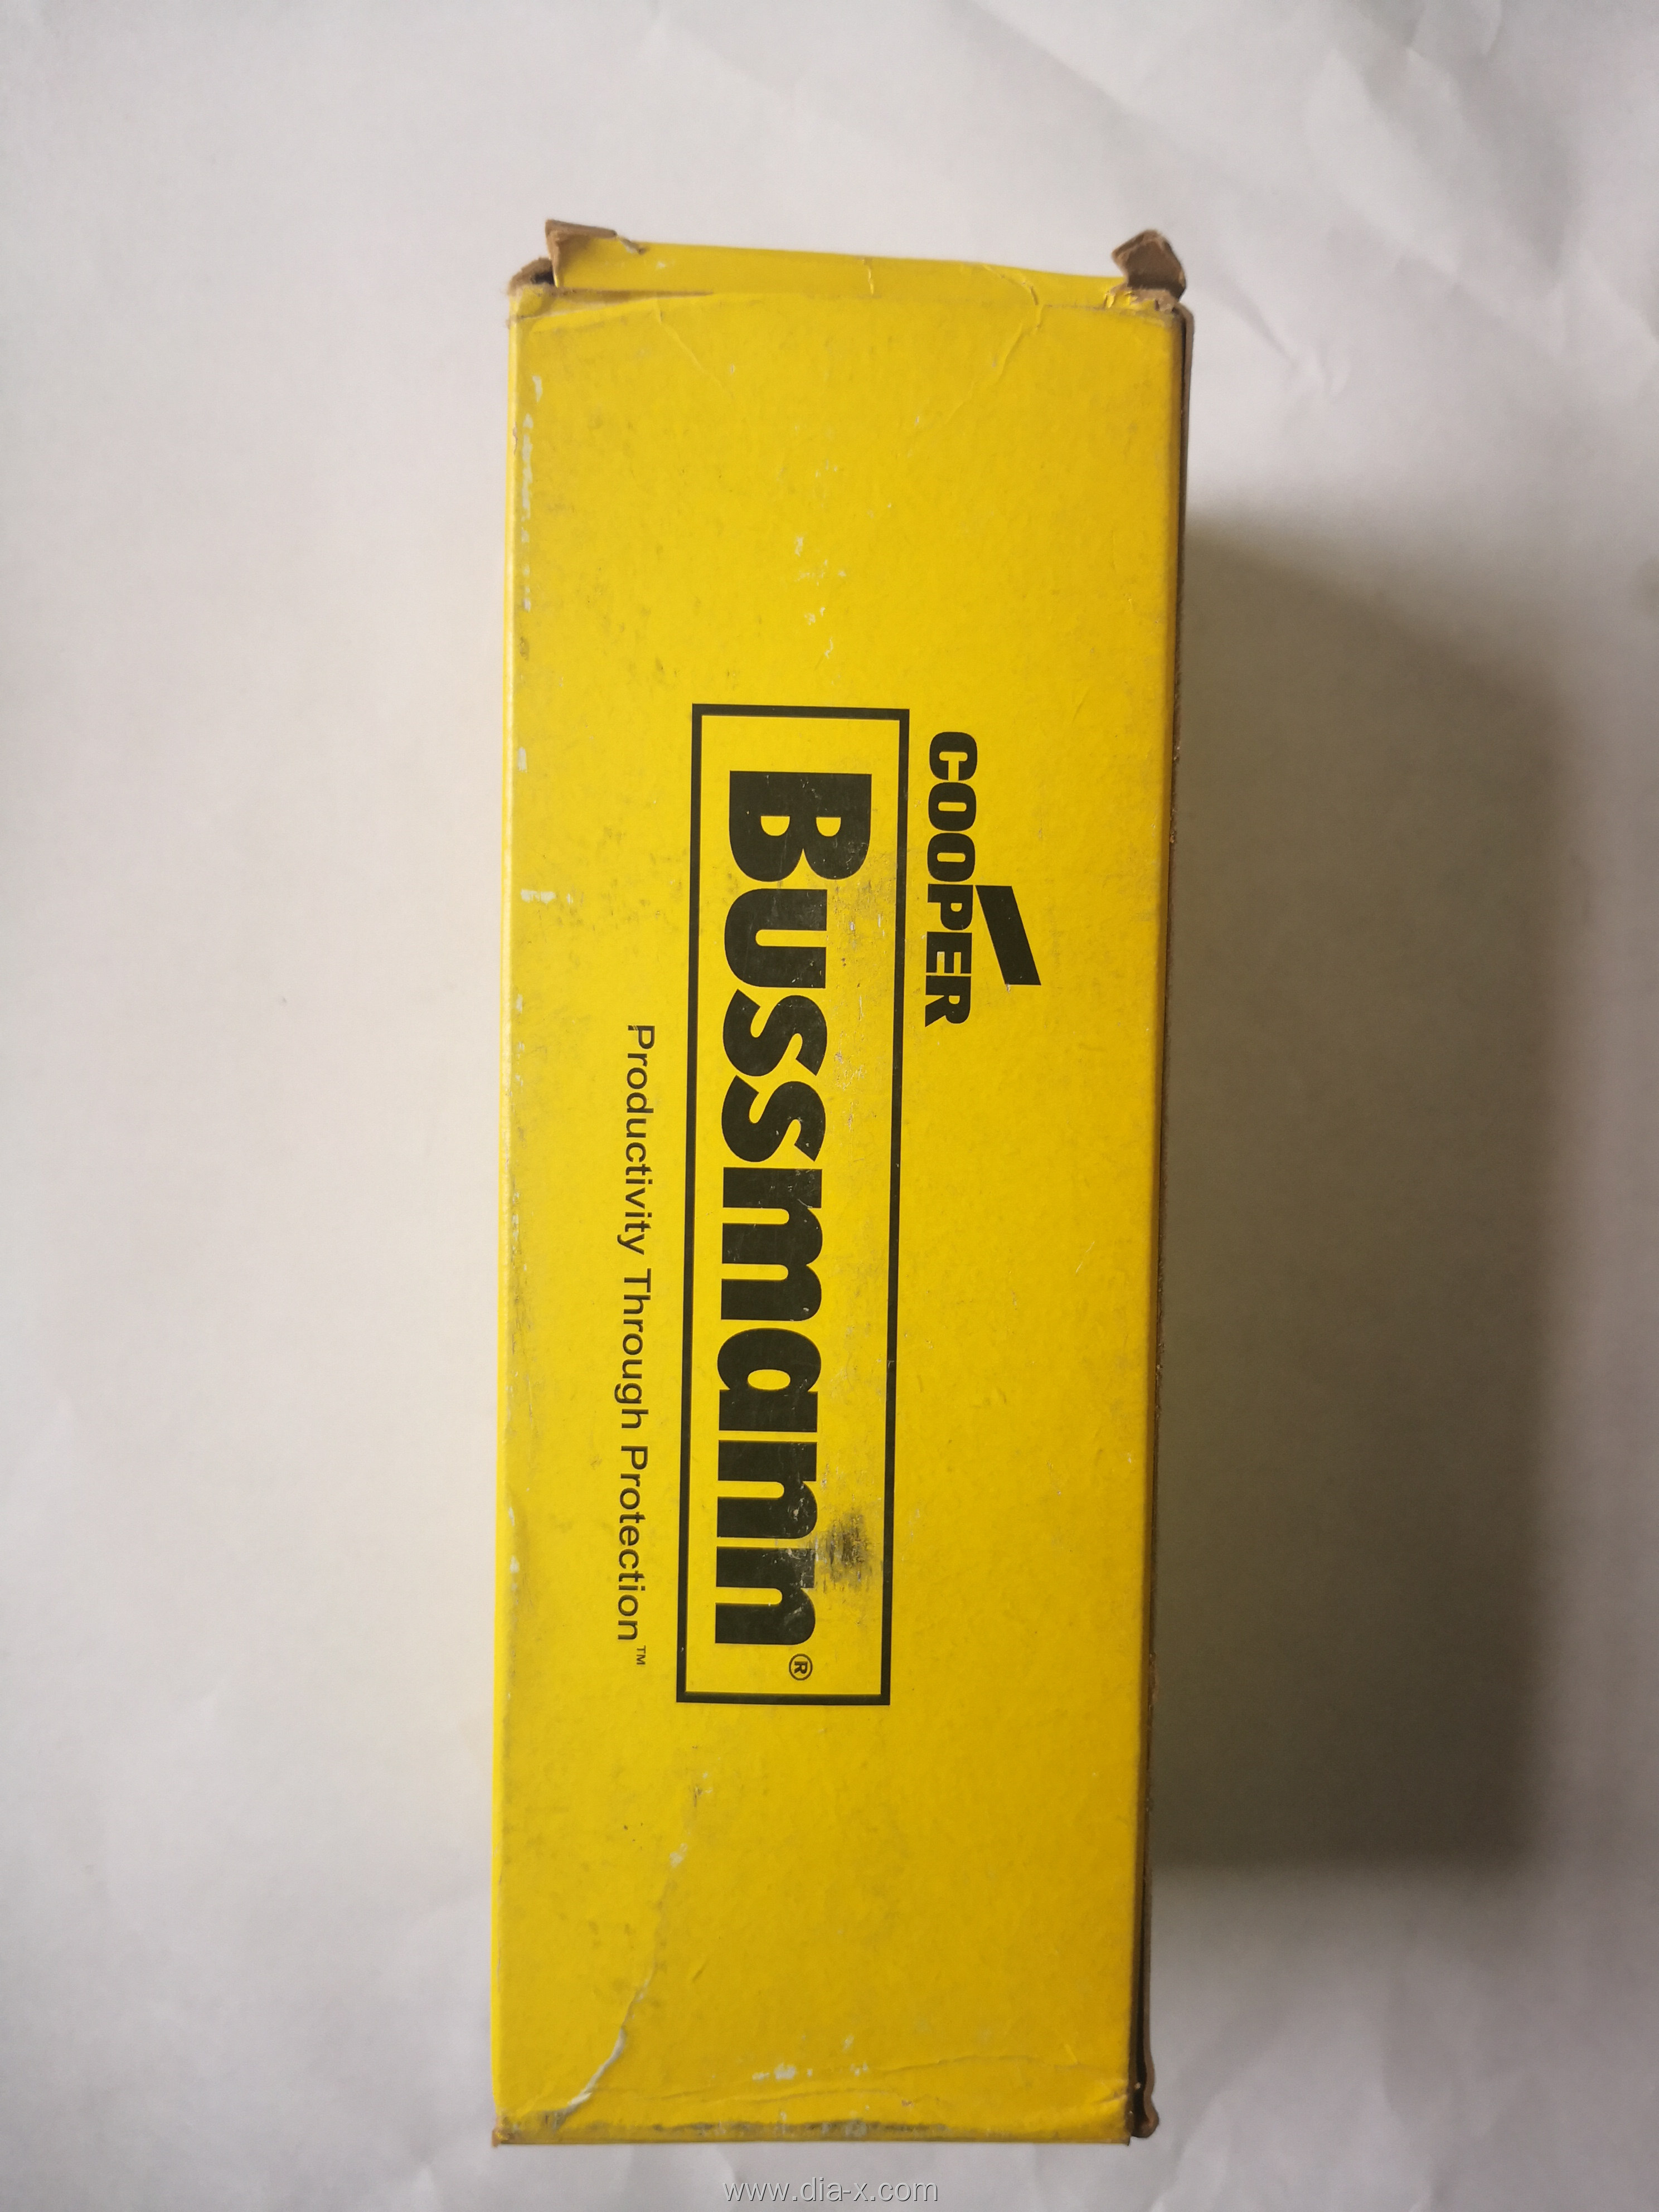 COOPER
Bussmann®
Productivity Through Protection™
www.dia-x.com